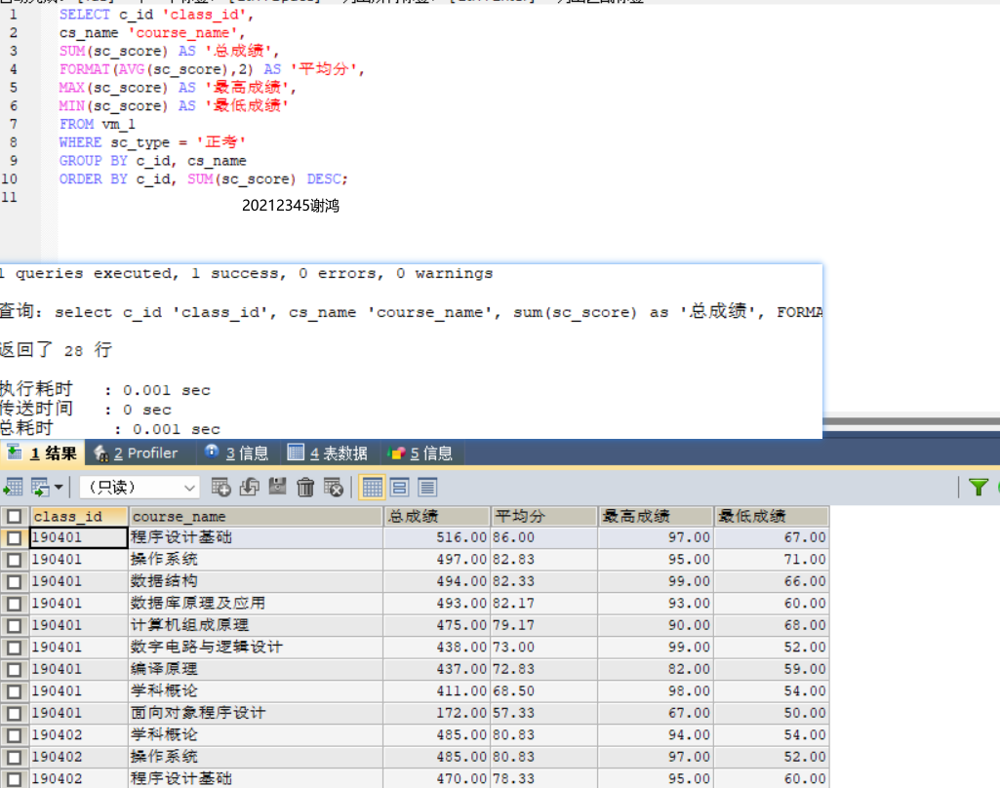 1 SELECT c_id 'class_id',
2 cs_name 'course_name',
3 SUM(sc_score) AS '总成绩',
4 FORMAT(AVG(sc_score),2) AS '平均分',
5 MAX(sc_score) AS '最高成绩',
6 MIN(sc_score) AS '最低成绩'
7 FROM vm_1
8 WHERE sc_type = '正考'
9 GROUP BY c_id, cs_name
10 ORDER BY c_id, SUM(sc_score) DESC;
11
20212345谢鸿
1 queries executed, 1 success, 0 errors, 0 warnings
查询: select c_id 'class_id', cs_name 'course_name', sum(sc_score) as '总成绩', FORMA
返回了 28 行
执行耗时 : 0.001 sec
传送时间 : 0 sec
总耗时 : 0.001 sec
1 结果 2 Profiler 3 信息 4 表数据 5 信息
(只读)
class_id course_name 总成绩 平均分 最高成绩 最低成绩
190401 程序设计基础 516.00 86.00 97.00 67.00
190401 操作系统 497.00 82.83 95.00 71.00
190401 数据结构 494.00 82.33 99.00 66.00
190401 数据库原理及应用 493.00 82.17 93.00 60.00
190401 计算机组成原理 475.00 79.17 90.00 68.00
190401 数字电路与逻辑设计 438.00 73.00 99.00 52.00
190401 编译原理 437.00 72.83 82.00 59.00
190401 学科概论 411.00 68.50 98.00 54.00
190401 面向对象程序设计 172.00 57.33 67.00 50.00
190402 学科概论 485.00 80.83 94.00 54.00
190402 操作系统 485.00 80.83 97.00 52.00
190402 程序设计基础 470.00 78.33 95.00 60.00